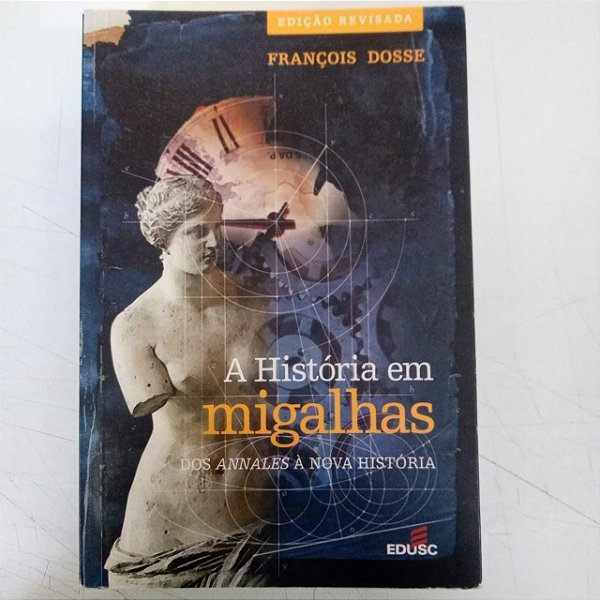 EDIÇÃO REVISADA
FRANÇOIS DOSSE
A História em
migalhas
DOS ANNALES À NOVA HISTÓRIA
EDUSC